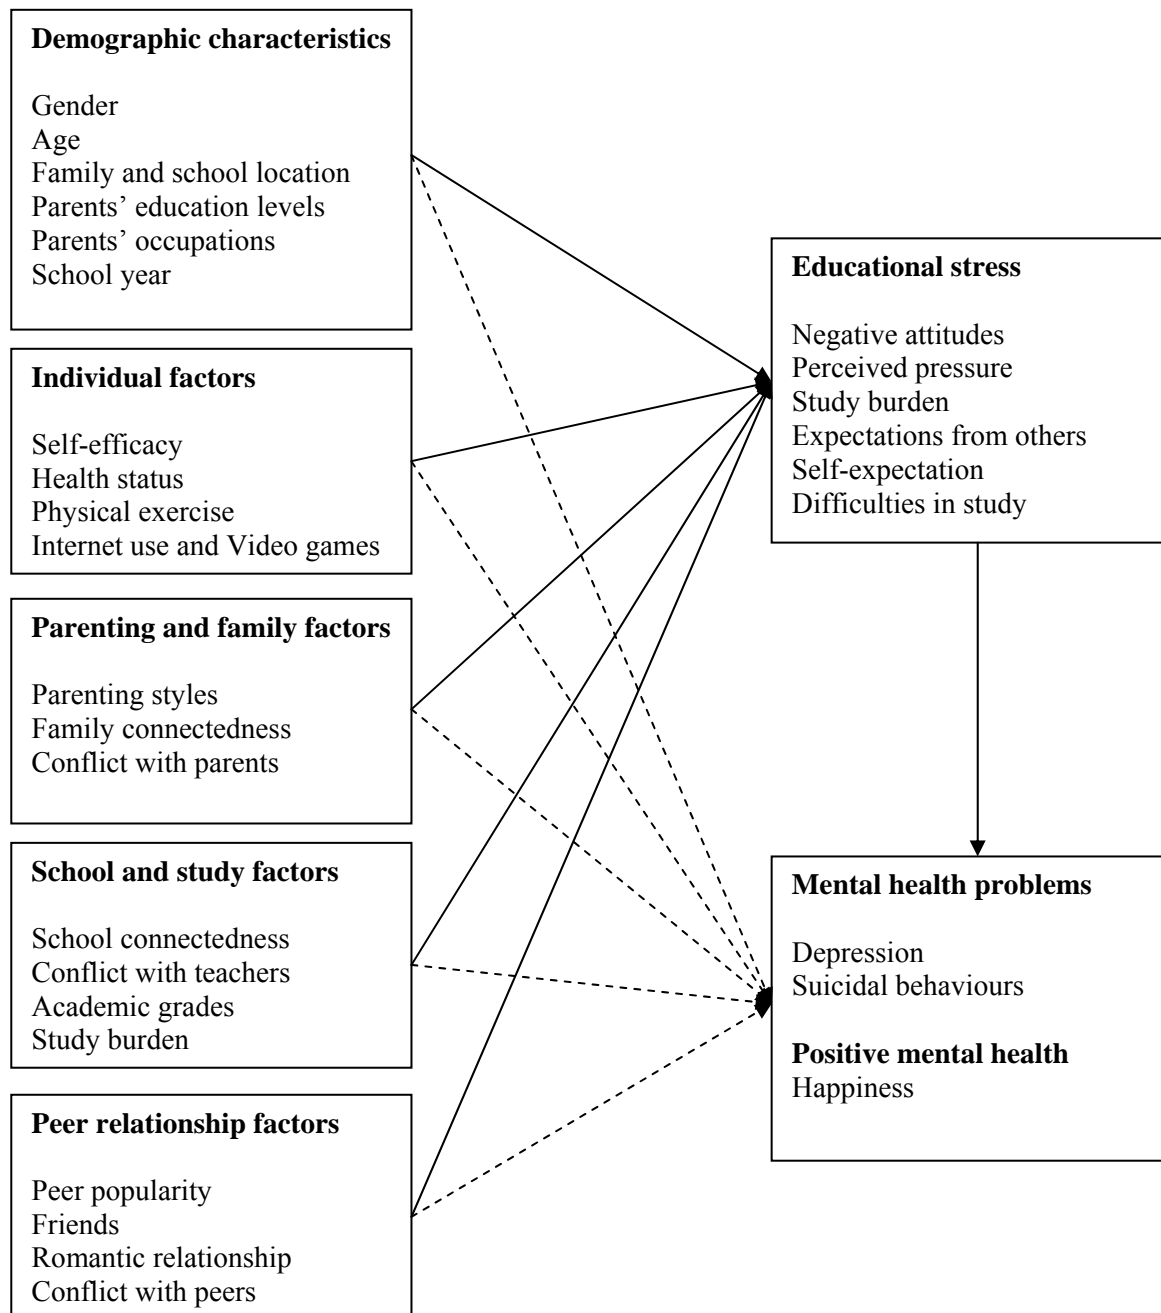 Demographic characteristics
Gender
Age
Family and school location
Parents’ education levels
Parents’ occupations
School year
Individual factors
Self-efficacy
Health status
Physical exercise
Internet use and Video games
Parenting and family factors
Parenting styles
Family connectedness
Conflict with parents
School and study factors
School connectedness
Conflict with teachers
Academic grades
Study burden
Peer relationship factors
Peer popularity
Friends
Romantic relationship
Conflict with peers
Educational stress
Negative attitudes
Perceived pressure
Study burden
Expectations from others
Self-expectation
Difficulties in study
Mental health problems
Depression
Suicidal behaviours
Positive mental health
Happiness